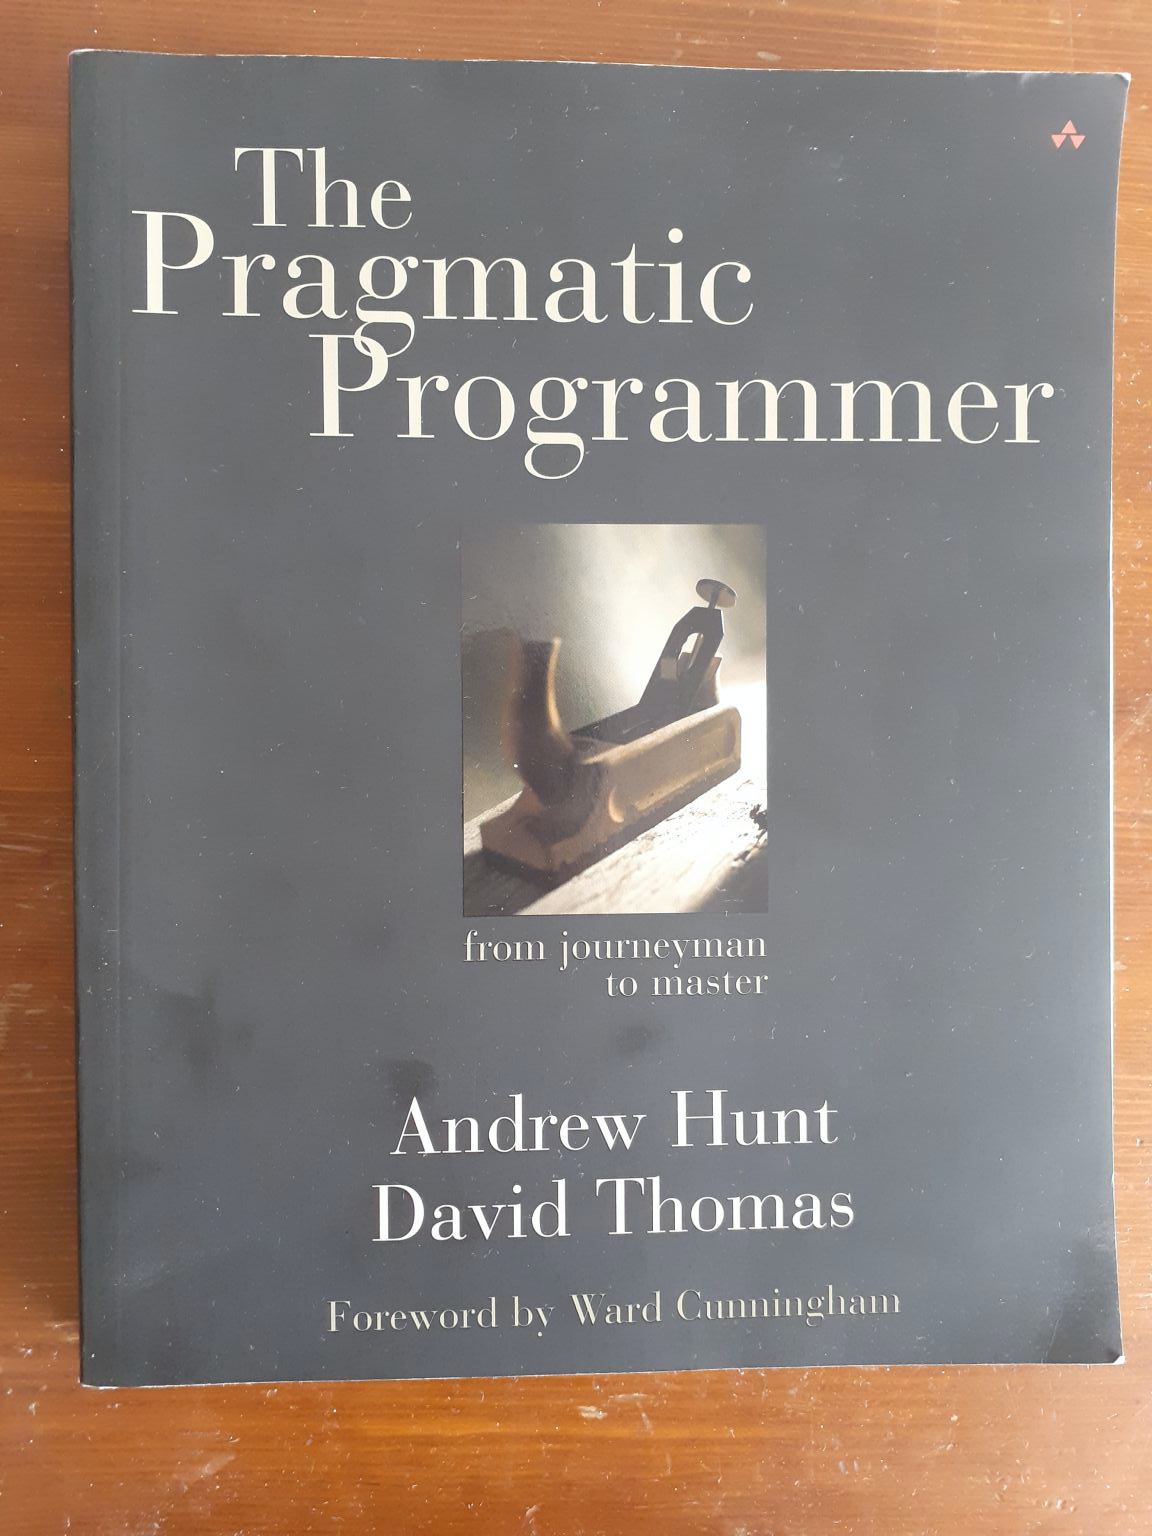 The
Pragmatic
Programmer
from journeyman
to master
Andrew Hunt
David Thomas
Foreword by Ward Cunningham